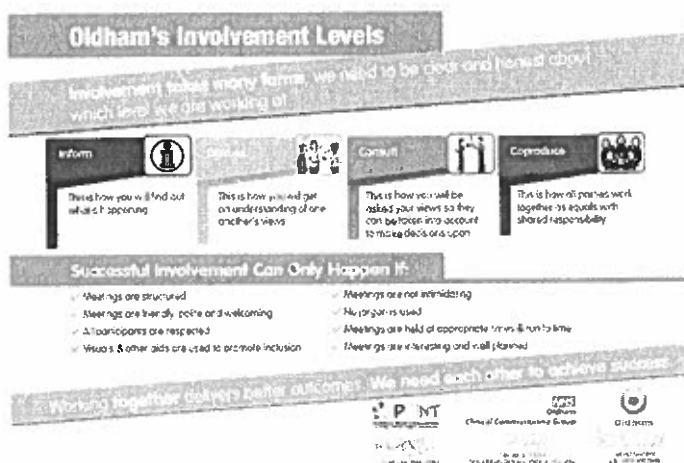 Oldham's Involvement Levels
Involvement takes many forms, we need to be clear and honest about
which level we are working at
Inform
This is how you will find out
what is happening
This is how you will get
an understanding of one
another's views
Consult
This is how you will be
asked your views so they
can be taken into account
to make decisions upon
Coproduce
This is how all parties work
together as equals with
shared responsibility
Successful Involvement Can Only Happen If:
Meetings are structured
Meetings are friendly, polite and welcoming
All participants are respected
Visuals & other aids are used to promote inclusion
Meetings are not intimidating
No jargon is used
Meetings are held at appropriate times & run to time
Meetings are interesting and well planned
Working together delivers better outcomes. We need each other to achieve success
NHS
Oldham
Clinical Commissioning Group
Oldham